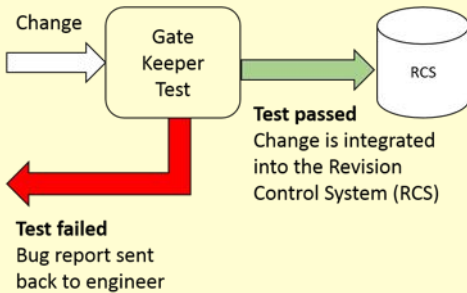 Change
Gate
Keeper
Test
RCS
Test passed
Change is integrated
into the Revision
Control System (RCS)
Test failed
Bug report sent
back to engineer